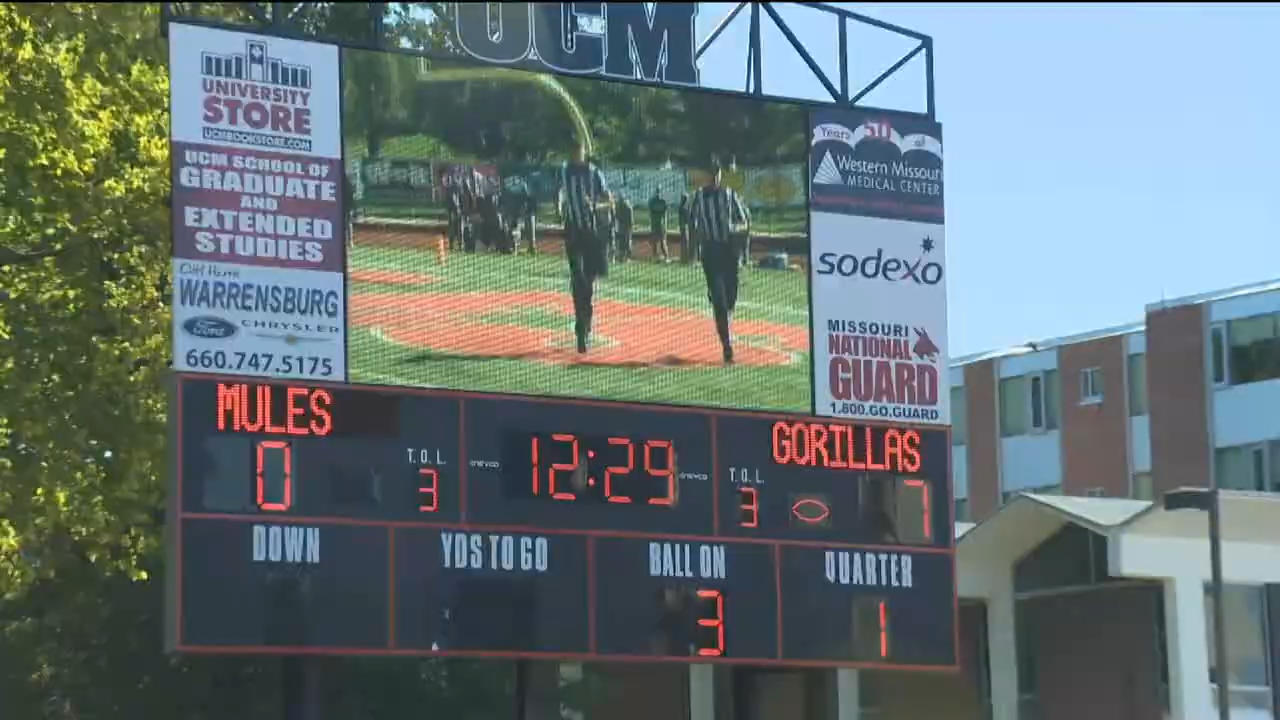 UCM
UNIVERSITY
STORE
UCMBOOKSTORE.COM
UCM SCHOOL OF
GRADUATE
AND
EXTENDED
STUDIES
WARRENSBURG
Ford CHRYSLER
660.747.5175
Years 50 of
Western Missouri
MEDICAL CENTER
sodexo
MISSOURI
NATIONAL
GUARD
1.800.GO.GUARD
MULES
0
T.O.L.
3
12:29
GORILLAS
T.O.L.
3
7
DOWN
YDS TO GO
BALL ON
3
QUARTER
1